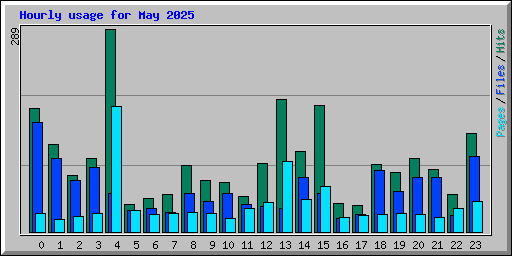 Hourly usage for May 2025
289
Pages/Files/Hits
0 1 2 3 4 5 6 7 8 9 10 11 12 13 14 15 16 17 18 19 20 21 22 23